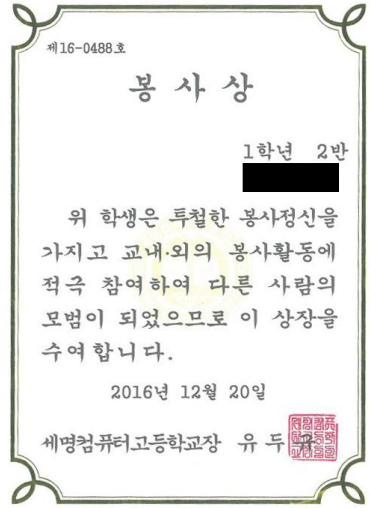 제16-0488호
봉 사 상
1학년 2반
위 학생은 투철한 봉사정신을
가지고 교내·외의 봉사활동에
적극 참여하여 다른 사람의
모범이 되었으므로 이 상장을
수여합니다.
2016년 12월 20일
세명컴퓨터고등학교장 유두규